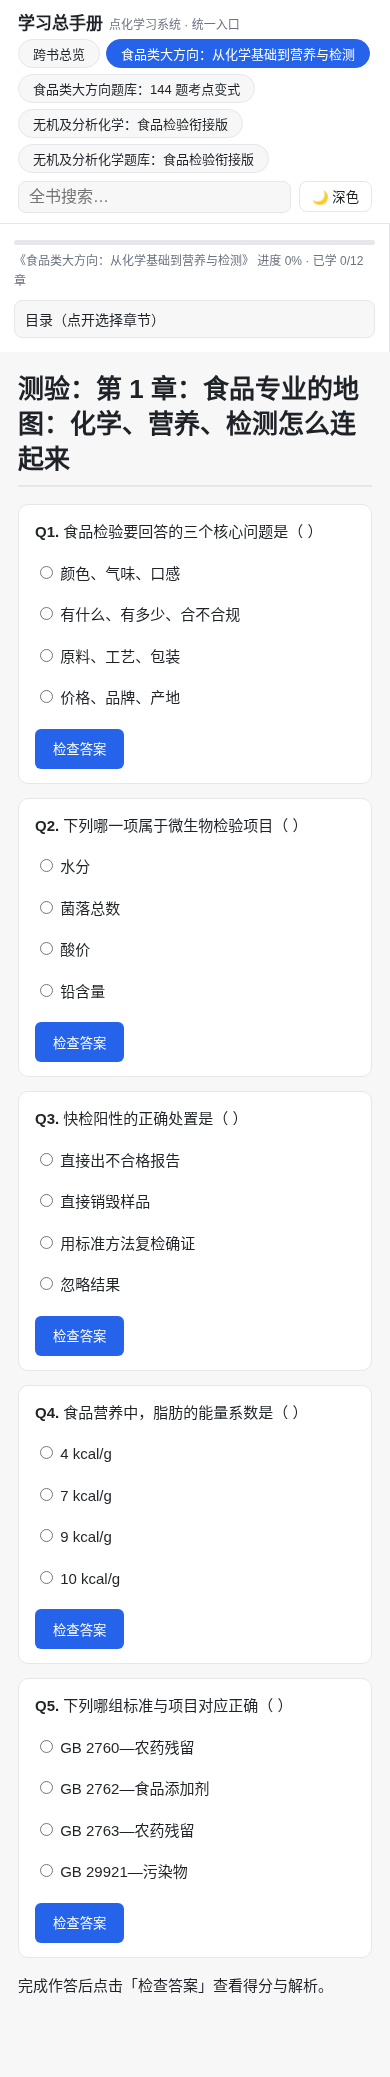 学习总手册 点化学习系统 · 统一入口
跨书总览 食品类大方向：从化学基础到营养与检测
食品类大方向题库：144 题考点变式
无机及分析化学：食品检验衔接版
无机及分析化学题库：食品检验衔接版
全书搜索… 🌙 深色
《食品类大方向：从化学基础到营养与检测》 进度 0% · 已学 0/12
章
目录（点开选择章节）
测验：第 1 章：食品专业的地
图：化学、营养、检测怎么连
起来
Q1. 食品检验要回答的三个核心问题是（ ）
颜色、气味、口感
有什么、有多少、合不合规
原料、工艺、包装
价格、品牌、产地
检查答案
Q2. 下列哪一项属于微生物检验项目（ ）
水分
菌落总数
酸价
铅含量
检查答案
Q3. 快检阳性的正确处置是（ ）
直接出不合格报告
直接销毁样品
用标准方法复检确证
忽略结果
检查答案
Q4. 食品营养中，脂肪的能量系数是（ ）
4 kcal/g
7 kcal/g
9 kcal/g
10 kcal/g
检查答案
Q5. 下列哪组标准与项目对应正确（ ）
GB 2760—农药残留
GB 2762—食品添加剂
GB 2763—农药残留
GB 29921—污染物
检查答案
完成作答后点击「检查答案」查看得分与解析。